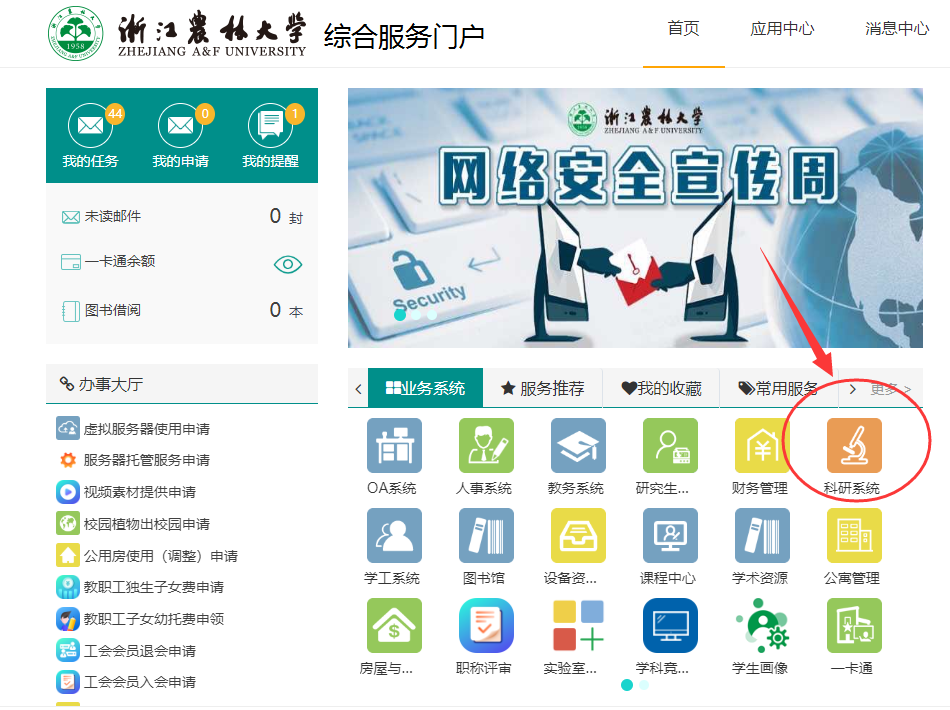 浙江农林大学
ZHEJIANG A&F UNIVERSITY
1958
综合服务门户
首页 应用中心 消息中心
44 0 1
我的任务 我的申请 我的提醒
未读邮件 0 封
一卡通余额
图书借阅 0 本
浙江农林大学
ZHEJIANG A&F UNIVERSITY
网络安全宣传周
Security
办事大厅
虚拟服务器使用申请
服务器托管服务申请
视频素材提供申请
校园植物出校园申请
公用房使用（调整）申请
教职工独生子女费申请
教职工子女幼托费申领
工会会员退会申请
工会会员入会申请
< 业务系统 服务推荐 我的收藏 常用服务 > 更多 >
OA系统 人事系统 教务系统 研究生... 财务管理 科研系统
学工系统 图书馆 设备资... 课程中心 学术资源 公寓管理
房屋与... 职称评审 实验室... 学科竞... 学生画像 一卡通